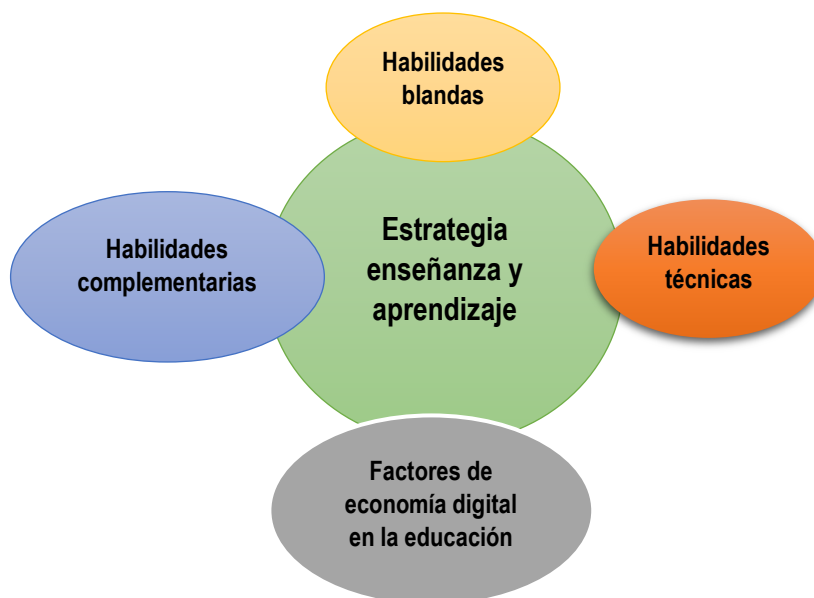 Habilidades
blandas
Estrategia
enseñanza y
aprendizaje
Habilidades
complementarias
Habilidades
técnicas
Factores de
economía digital
en la educación